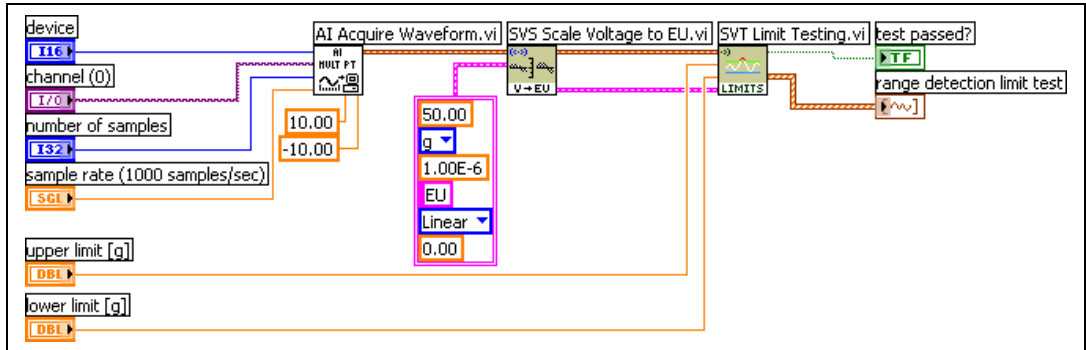 device
I16
channel (0)
I/0
number of samples
I32
sample rate (1000 samples/sec)
SGL
upper limit [g]
DBL
lower limit [g]
DBL
AI Acquire Waveform.vi
AI
MULT PT
10.00
-10.00
SVS Scale Voltage to EU.vi
V→EU
50.00
g
1.00E-6
EU
Linear
0.00
SVT Limit Testing.vi
LIMITS
test passed?
TF
range detection limit test